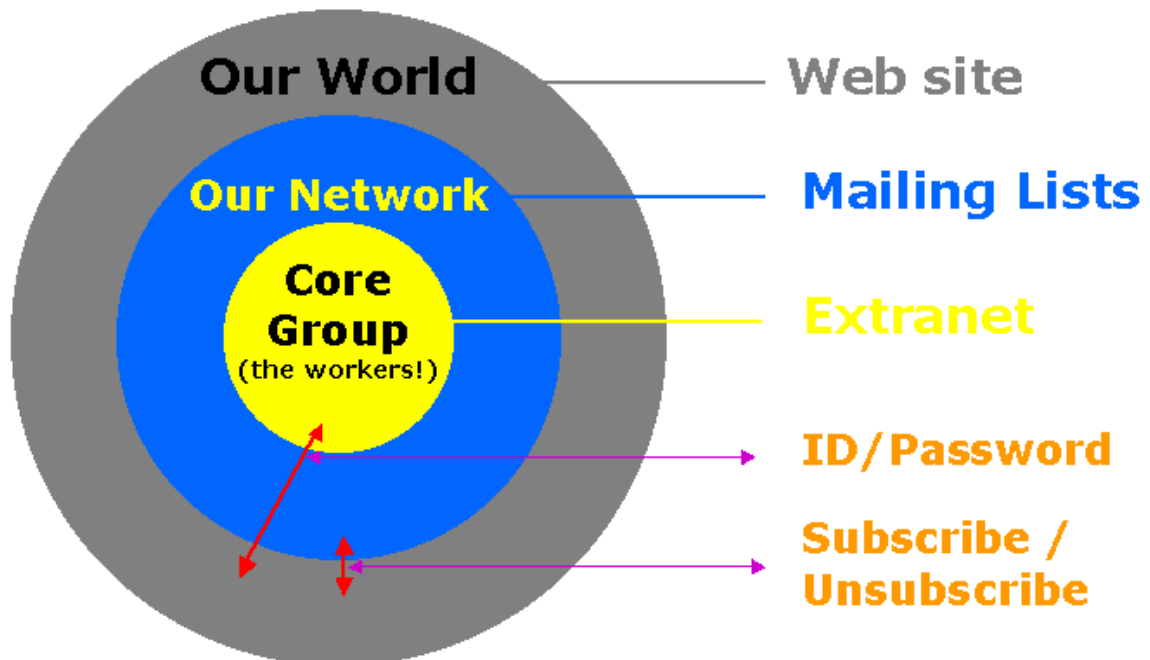 Our World
Web site
Our Network
Mailing Lists
Core
Group
(the workers!)
Extranet
ID/Password
Subscribe /
Unsubscribe